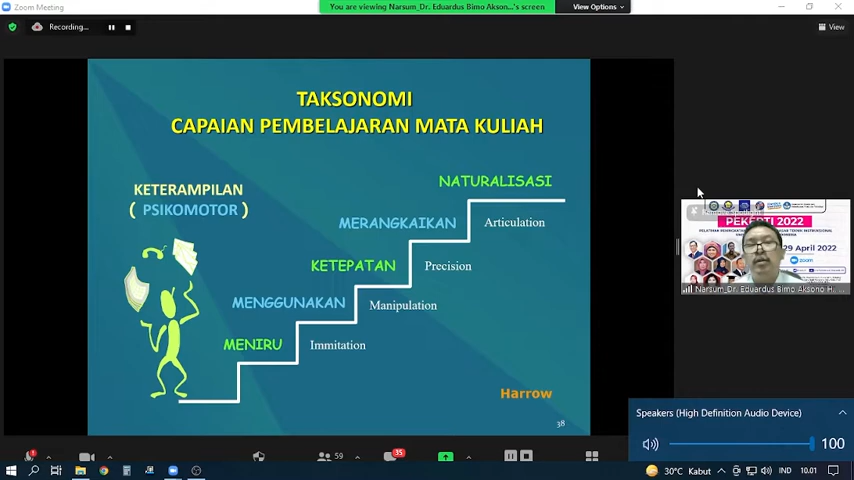 Zoom Meeting
You are viewing Narsum_Dr. Eduardus Bimo Akson...'s screen
View Options
Recording...
View
TAKSONOMI
CAPAIAN PEMBELAJARAN MATA KULIAH
KETERAMPILAN
( PSIKOMOTOR )
NATURALISASI
MERANGKAIKAN
Articulation
KETEPATAN
Precision
MENGGUNAKAN
Manipulation
MENIRU
Immitation
Harrow
38
PEKERTI 2022
29 April 2022
zoom
Narsum_Dr. Eduardus Bimo Aksono H...
Speakers (High Definition Audio Device)
100
59
35
30°C Kabut
IND
10.01